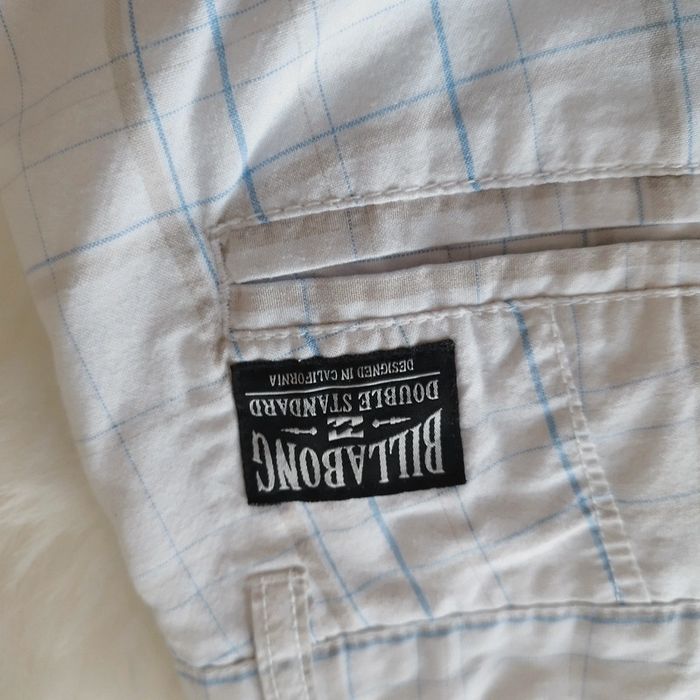 BILLABONG
DOUBLE STANDARD
DESIGNED IN CALIFORNIA